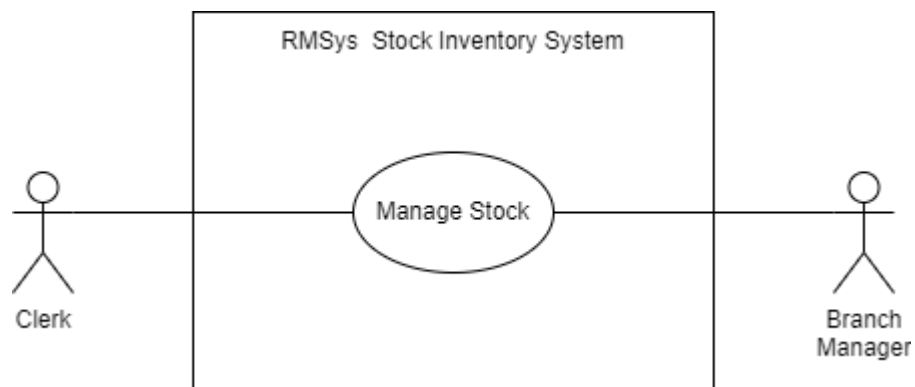 RMSys  Stock Inventory System
Manage Stock
Clerk
Branch
Manager